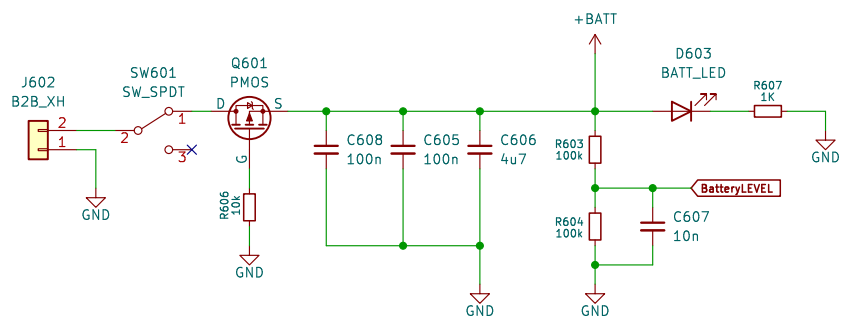 +BATT
J602
B2B_XH
2
1
GND
SW601
SW_SPDT
1
2
3
Q601
PMOS
D
S
G
R606
10k
GND
C608
100n
C605
100n
C606
4u7
GND
R603
100k
R604
100k
GND
C607
10n
BatteryLEVEL
D603
BATT_LED
R607
1K
GND